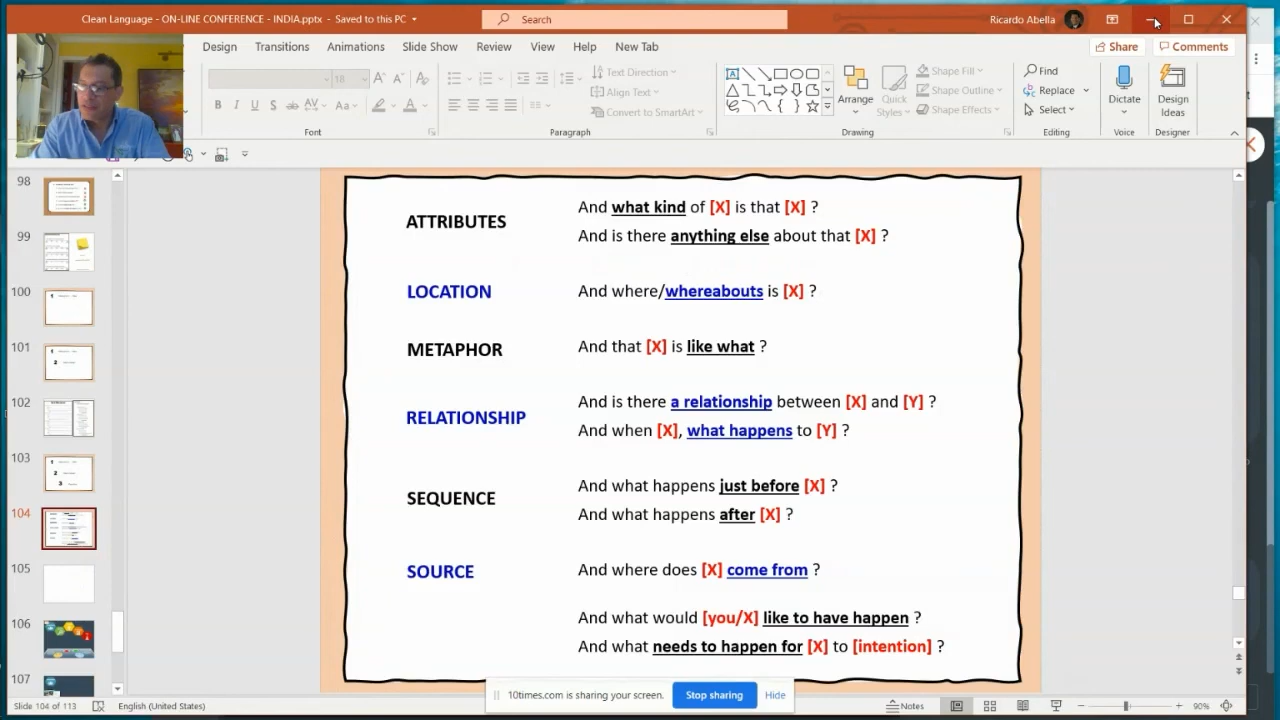 Clean Language - ON-LINE CONFERENCE - INDIA.pptx - Saved to this PC
Search
Ricardo Abella
Design Transitions Animations Slide Show Review View Help New Tab
Share Comments
18
Aa
Text Direction
Align Text
Convert to SmartArt
Arrange
Quick Styles
Shape Fill
Shape Outline
Shape Effects
Find
Replace
Select
Dictate
Design Ideas
Font Paragraph Drawing Editing Voice Designer
98
99
100
101
102
103
104
105
106
107
ATTRIBUTES
And what kind of [X] is that [X] ?
And is there anything else about that [X] ?
LOCATION
And where/whereabouts is [X] ?
METAPHOR
And that [X] is like what ?
RELATIONSHIP
And is there a relationship between [X] and [Y] ?
And when [X], what happens to [Y] ?
SEQUENCE
And what happens just before [X] ?
And what happens after [X] ?
SOURCE
And where does [X] come from ?
And what would [you/X] like to have happen ?
And what needs to happen for [X] to [intention] ?
10times.com is sharing your screen. Stop sharing Hide
Slide 104 of 113 English (United States) Notes 90%